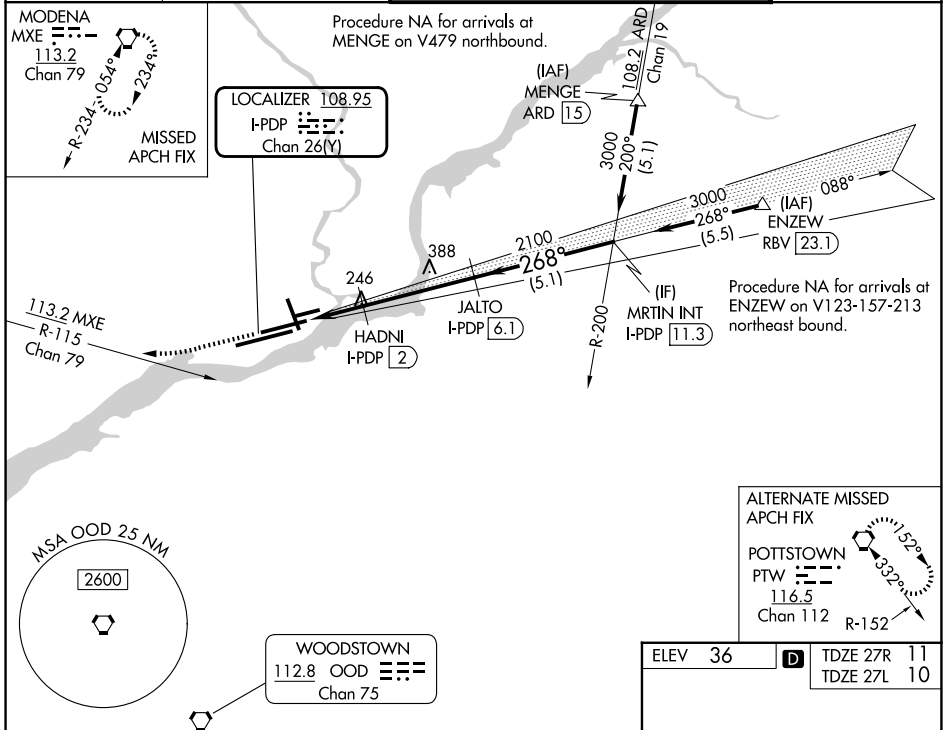 MODENA
MXE
113.2
Chan 79
R-234
054°
234°
MISSED
APCH FIX
Procedure NA for arrivals at
MENGE on V479 northbound.
LOCALIZER 108.95
I-PDP
Chan 26(Y)
108.2 ARD
Chan 19
(IAF)
MENGE
ARD 15
3000
200°
(5.1)
3000
268°
(5.5)
088°
(IAF)
ENZEW
RBV 23.1
2100
268°
(5.1)
388
246
JALTO
I-PDP 6.1
HADNI
I-PDP 2
(IF)
MRTIN INT
I-PDP 11.3
R-200
Procedure NA for arrivals at
ENZEW on V123-157-213
northeast bound.
113.2 MXE
R-115
Chan 79
MSA OOD 25 NM
2600
WOODSTOWN
112.8 OOD
Chan 75
ALTERNATE MISSED
APCH FIX
POTTSTOWN
PTW
116.5
Chan 112
152°
332°
R-152
ELEV 36
D
TDZE 27R 11
TDZE 27L 10